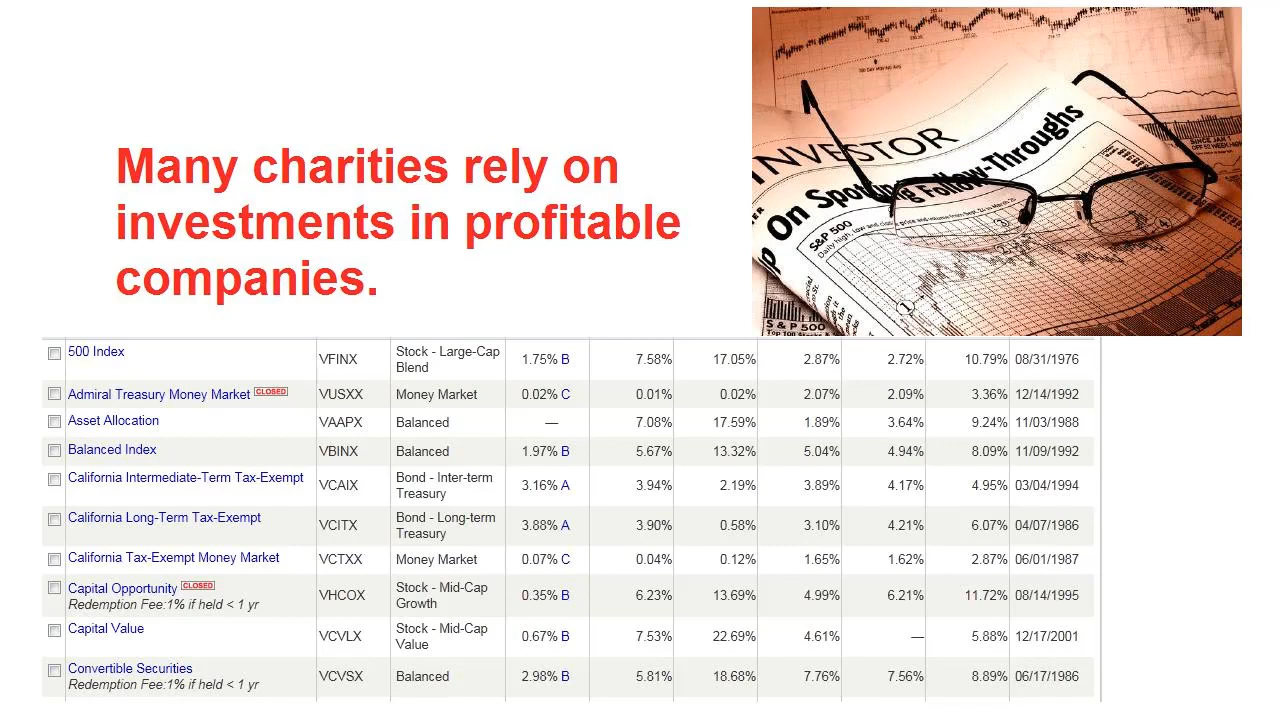 Many charities rely on
investments in profitable
companies.
200 DAY MOVING AVG
SINCE JAN 1
OFF 52 WEEK HIGH
INVESTOR
On Spotting Follow-Throughs
S&P 500
S & P 500
500 Index VFINX Stock - Large-Cap Blend 1.75% B 7.58% 17.05% 2.87% 2.72% 10.79% 08/31/1976
Admiral Treasury Money Market CLOSED VUSXX Money Market 0.02% C 0.01% 0.02% 2.07% 2.09% 3.36% 12/14/1992
Asset Allocation VAAPX Balanced — 7.08% 17.59% 1.89% 3.64% 9.24% 11/03/1988
Balanced Index VBINX Balanced 1.97% B 5.67% 13.32% 5.04% 4.94% 8.09% 11/09/1992
California Intermediate-Term Tax-Exempt VCAIX Bond - Inter-term Treasury 3.16% A 3.94% 2.19% 3.89% 4.17% 4.95% 03/04/1994
California Long-Term Tax-Exempt VCITX Bond - Long-term Treasury 3.88% A 3.90% 0.58% 3.10% 4.21% 6.07% 04/07/1986
California Tax-Exempt Money Market VCTXX Money Market 0.07% C 0.04% 0.12% 1.65% 1.62% 2.87% 06/01/1987
Capital Opportunity CLOSED Redemption Fee:1% if held < 1 yr VHCOX Stock - Mid-Cap Growth 0.35% B 6.23% 13.69% 4.99% 6.21% 11.72% 08/14/1995
Capital Value VCVLX Stock - Mid-Cap Value 0.67% B 7.53% 22.69% 4.61% — 5.88% 12/17/2001
Convertible Securities Redemption Fee:1% if held < 1 yr VCVSX Balanced 2.98% B 5.81% 18.68% 7.76% 7.56% 8.89% 06/17/1986